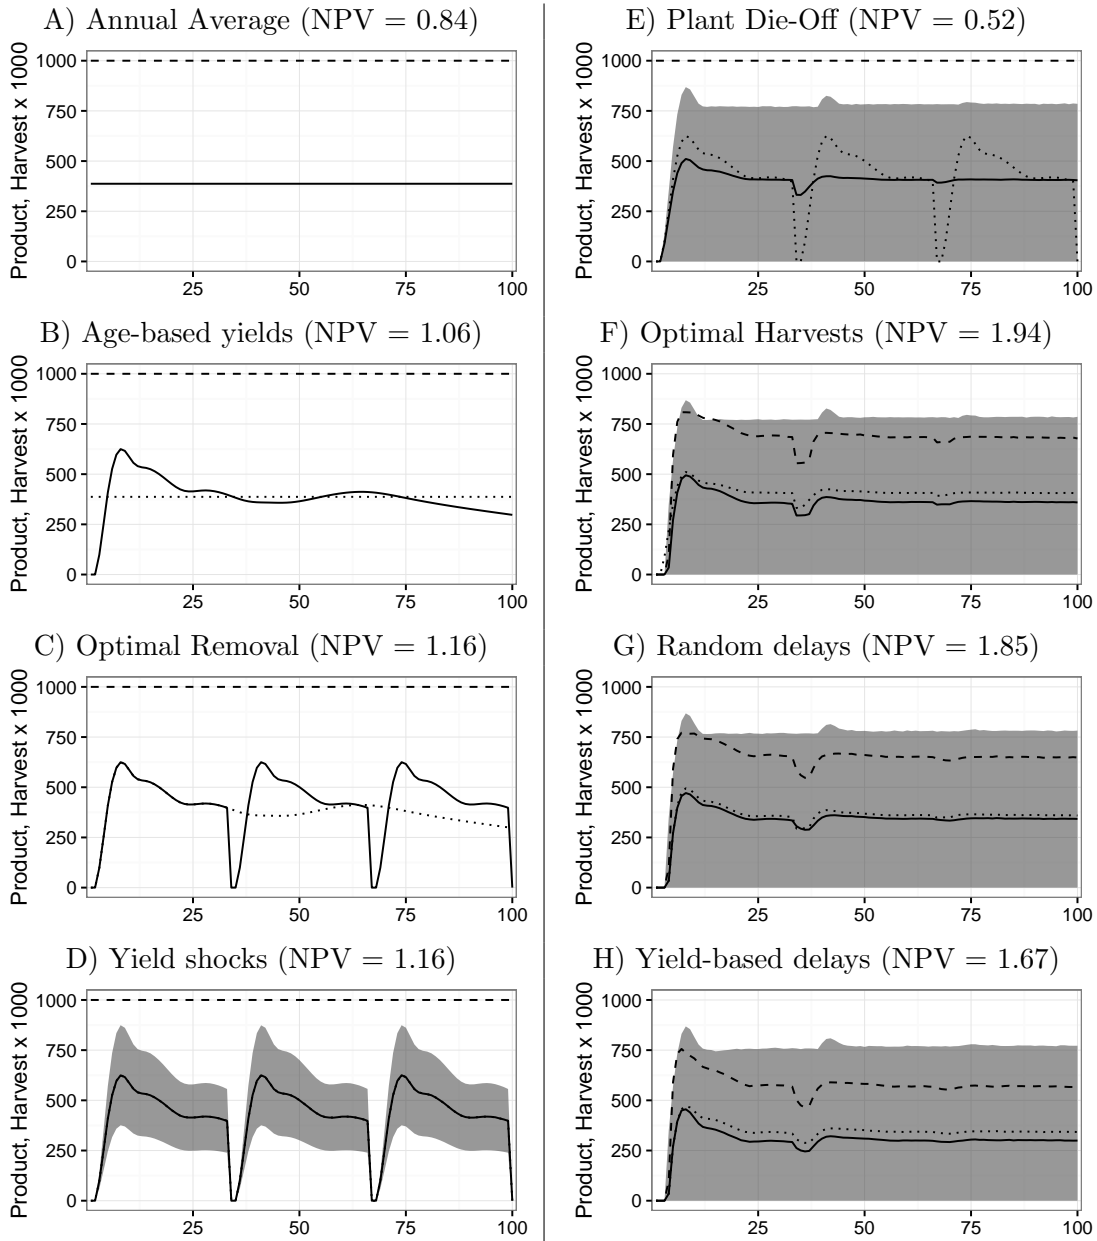 A) Annual Average (NPV = 0.84)
Product, Harvest x 1000
1000
750
500
250
0
25 50 75 100
B) Age-based yields (NPV = 1.06)
Product, Harvest x 1000
1000
750
500
250
0
25 50 75 100
C) Optimal Removal (NPV = 1.16)
Product, Harvest x 1000
1000
750
500
250
0
25 50 75 100
D) Yield shocks (NPV = 1.16)
Product, Harvest x 1000
1000
750
500
250
0
25 50 75 100
E) Plant Die-Off (NPV = 0.52)
Product, Harvest x 1000
1000
750
500
250
0
25 50 75 100
F) Optimal Harvests (NPV = 1.94)
Product, Harvest x 1000
1000
750
500
250
0
25 50 75 100
G) Random delays (NPV = 1.85)
Product, Harvest x 1000
1000
750
500
250
0
25 50 75 100
H) Yield-based delays (NPV = 1.67)
Product, Harvest x 1000
1000
750
500
250
0
25 50 75 100